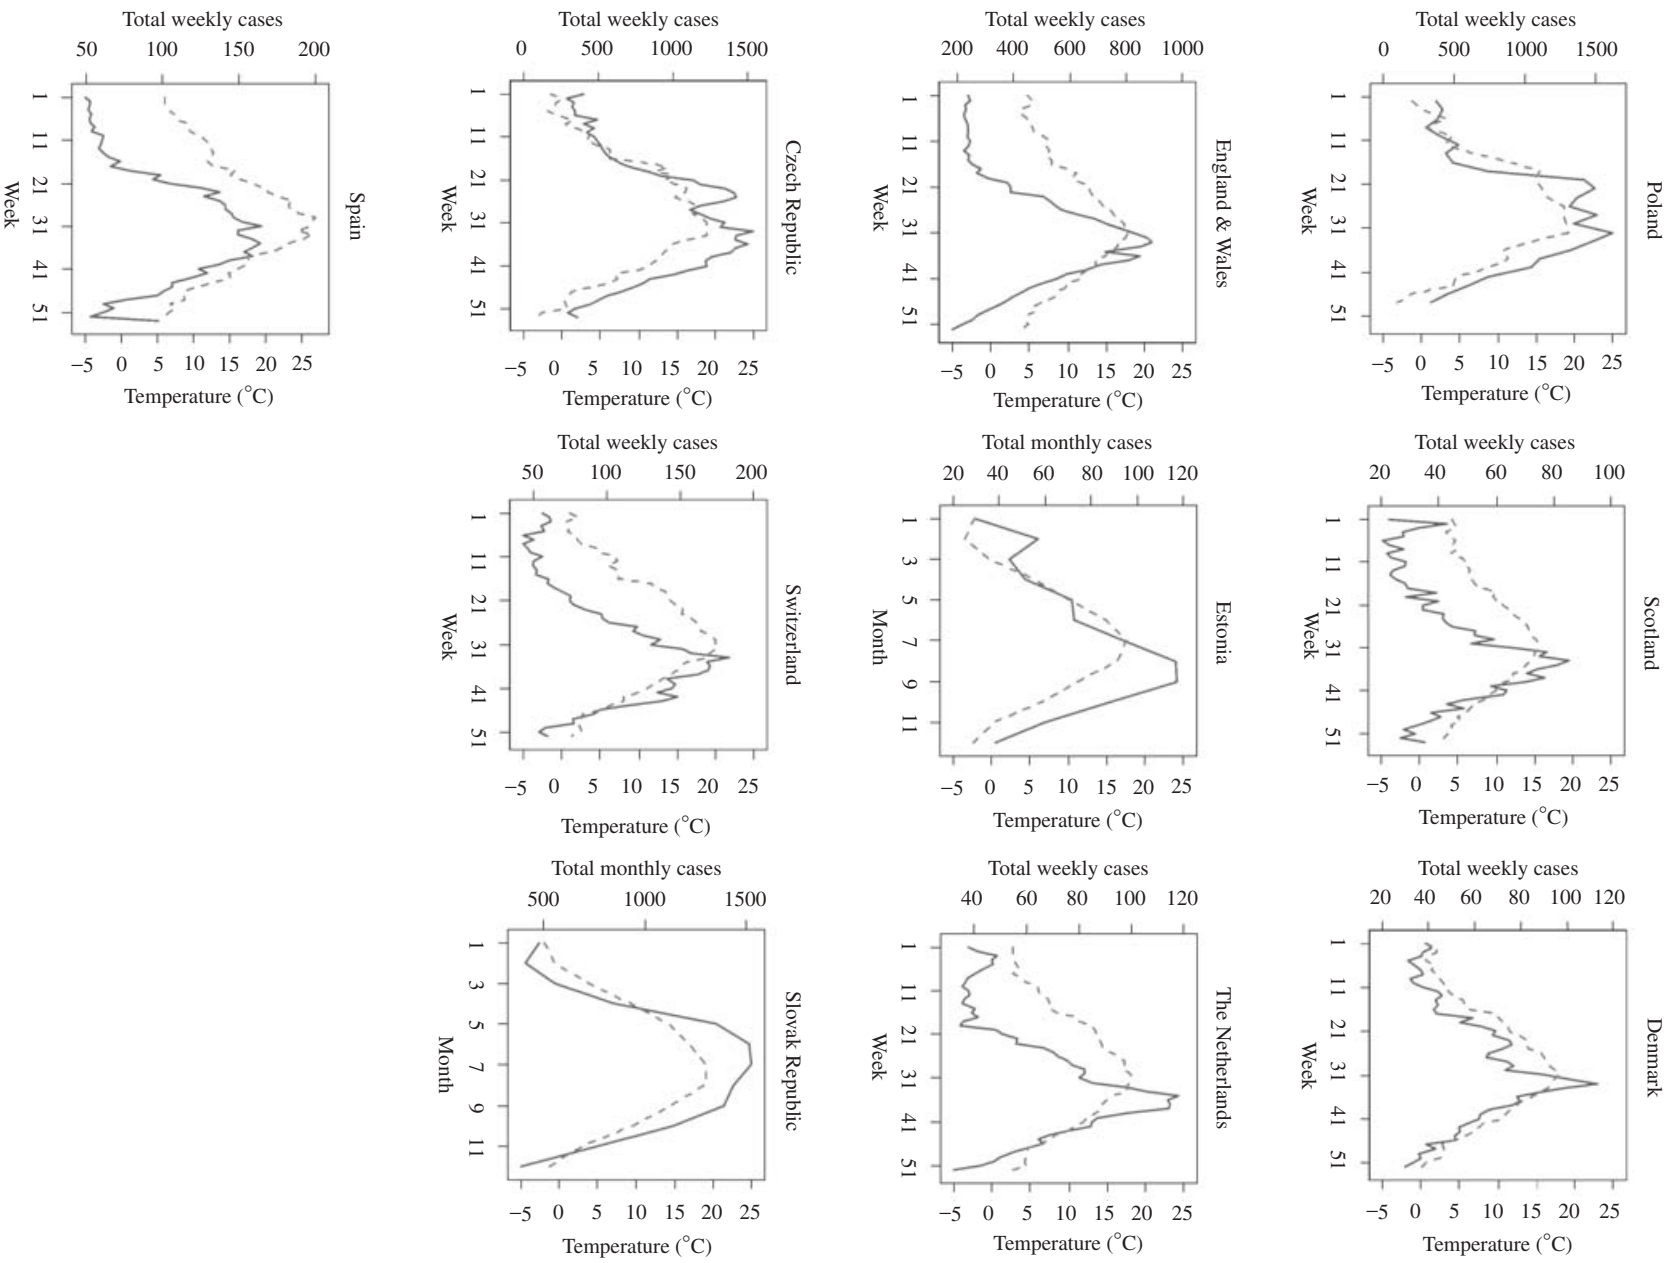 Total weekly cases
50 100 150 200
1 11 21 31 41 51
Week
Spain
−5 0 5 10 15 20 25
Temperature (°C)
Total weekly cases
0 500 1000 1500
1 11 21 31 41 51
Week
Czech Republic
−5 0 5 10 15 20 25
Temperature (°C)
Total weekly cases
200 400 600 800 1000
1 11 21 31 41 51
Week
England & Wales
−5 0 5 10 15 20 25
Temperature (°C)
Total weekly cases
0 500 1000 1500
1 11 21 31 41 51
Week
Poland
−5 0 5 10 15 20 25
Temperature (°C)
Total weekly cases
50 100 150 200
1 11 21 31 41 51
Week
Switzerland
−5 0 5 10 15 20 25
Temperature (°C)
Total monthly cases
20 40 60 80 100 120
1 3 5 7 9 11
Month
Estonia
−5 0 5 10 15 20 25
Temperature (°C)
Total weekly cases
20 40 60 80 100
1 11 21 31 41 51
Week
Scotland
−5 0 5 10 15 20 25
Temperature (°C)
Total monthly cases
500 1000 1500
1 3 5 7 9 11
Month
Slovak Republic
−5 0 5 10 15 20 25
Temperature (°C)
Total weekly cases
40 60 80 100 120
1 11 21 31 41 51
Week
The Netherlands
−5 0 5 10 15 20 25
Temperature (°C)
Total weekly cases
20 40 60 80 100 120
1 11 21 31 41 51
Week
Denmark
−5 0 5 10 15 20 25
Temperature (°C)